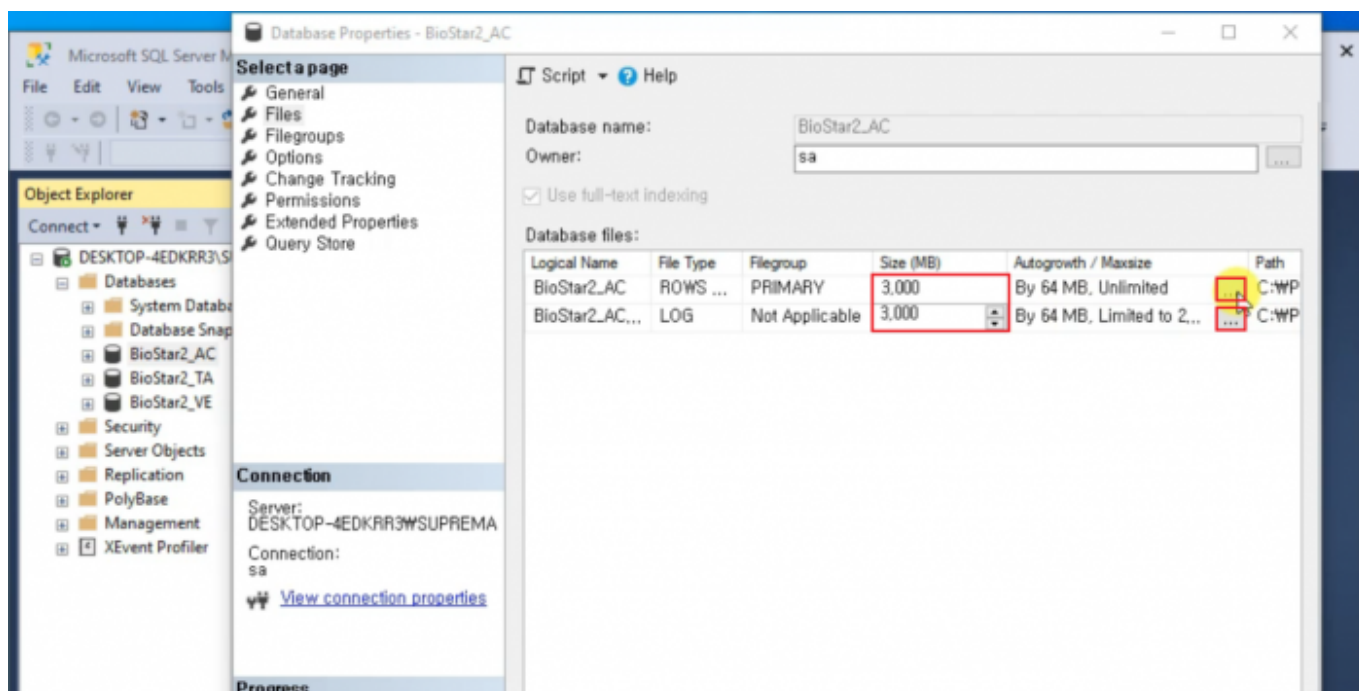 Database Properties - BioStar2_AC
Microsoft SQL Server M
File Edit View Tools
Object Explorer
Connect
DESKTOP-4EDKRR3\S
Databases
System Databa
Database Snap
BioStar2_AC
BioStar2_TA
BioStar2_VE
Security
Server Objects
Replication
PolyBase
Management
XEvent Profiler
Select a page
General
Files
Filegroups
Options
Change Tracking
Permissions
Extended Properties
Query Store
Connection
Server:
DESKTOP-4EDKRR3₩SUPREMA
Connection:
sa
View connection properties
Progress
Script Help
Database name: BioStar2_AC
Owner: sa ...
Use full-text indexing
Database files:
Logical Name File Type Filegroup Size (MB) Autogrowth / Maxsize Path
BioStar2_AC ROWS ... PRIMARY 3,000 By 64 MB, Unlimited ... C:₩P
BioStar2_AC... LOG Not Applicable 3,000 By 64 MB, Limited to 2... ... C:₩P